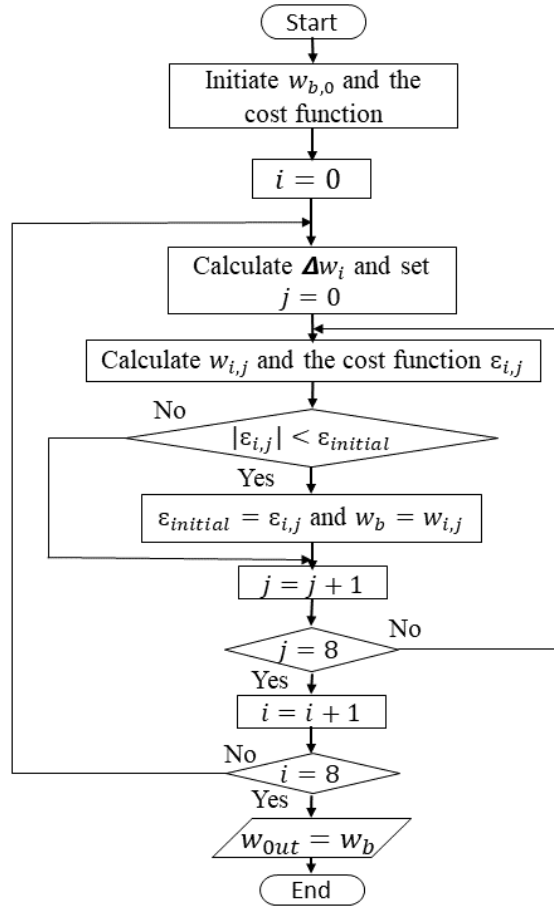 Start
Initiate w_{b,0} and the
cost function
i = 0
Calculate Δw_i and set
j = 0
Calculate w_{i,j} and the cost function ε_{i,j}
No
|ε_{i,j}| < ε_{initial}
Yes
ε_{initial} = ε_{i,j} and w_b = w_{i,j}
j = j + 1
No
j = 8
Yes
i = i + 1
No
i = 8
Yes
w_{0ut} = w_b
End